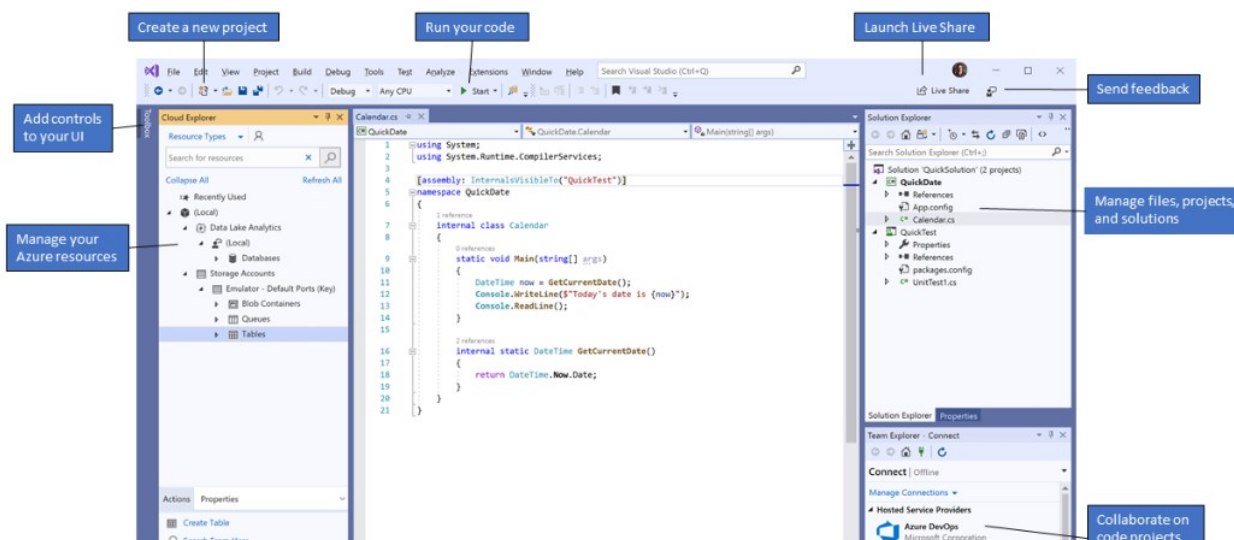 Create a new project
Run your code
Launch Live Share
File Edit View Project Build Debug Tools Test Analyze Extensions Window Help Search Visual Studio (Ctrl+Q)
Debug Any CPU Start Live Share
Send feedback
Add controls
to your UI
Toolbox
Cloud Explorer
Resource Types
Search for resources
Collapse All Refresh All
Recently Used
(Local)
Data Lake Analytics
(Local)
Databases
Storage Accounts
Emulator - Default Ports (Key)
Blob Containers
Queues
Tables
Manage your
Azure resources
Actions Properties
Create Table
Calendar.cs
QuickDate QuickDate.Calendar Main(string[] args)
1 using System;
2 using System.Runtime.CompilerServices;
3
4 [assembly: InternalsVisibleTo("QuickTest")]
5 namespace QuickDate
6 {
1 reference
7 internal class Calendar
8 {
0 references
9 static void Main(string[] args)
10 {
11 DateTime now = GetCurrentDate();
12 Console.WriteLine($"Today's date is {now}");
13 Console.ReadLine();
14 }
15
2 references
16 internal static DateTime GetCurrentDate()
17 {
18 return DateTime.Now.Date;
19 }
20 }
21 }
Solution Explorer
Search Solution Explorer (Ctrl+;)
Solution 'QuickSolution' (2 projects)
QuickDate
References
App.config
C# Calendar.cs
QuickTest
Properties
References
packages.config
C# UnitTest1.cs
Manage files, projects,
and solutions
Solution Explorer Properties
Team Explorer - Connect
Connect | Offline
Manage Connections
Hosted Service Providers
Azure DevOps
Microsoft Corporation
Collaborate on
code projects